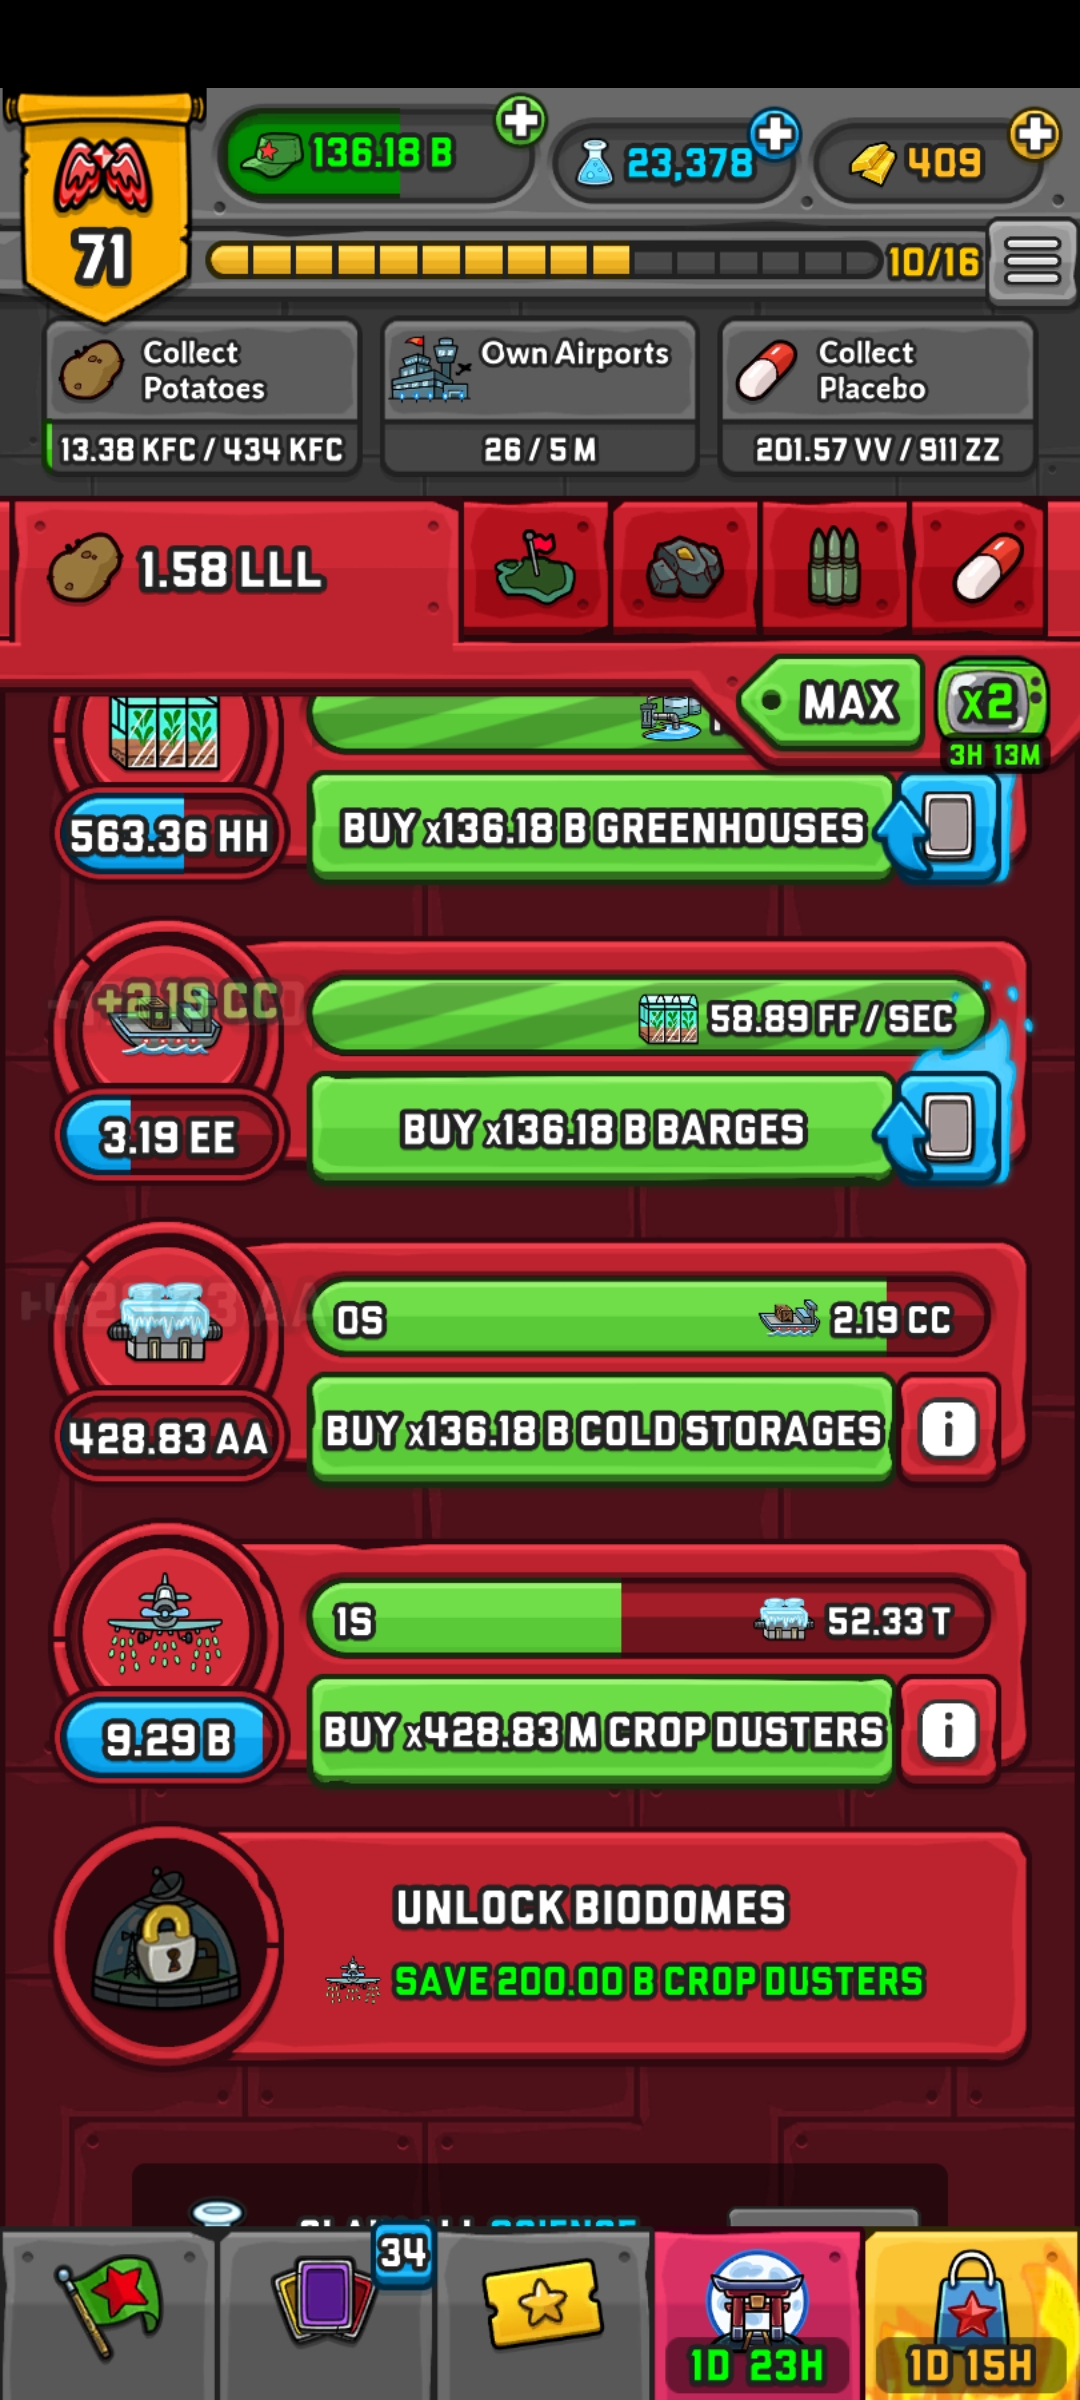 71
136.18 B
23,378
409
10/16
Collect
Potatoes
13.38 KFC / 434 KFC
Own Airports
26 / 5 M
Collect
Placebo
201.57 VV / 911 ZZ
1.58 LLL
MAX
x2
3H 13M
563.36 HH
BUY x136.18 B GREENHOUSES
+2.19 CC
58.89 FF / SEC
3.19 EE
BUY x136.18 B BARGES
0S
2.19 CC
428.83 AA
BUY x136.18 B COLD STORAGES
i
1S
52.33 T
9.29 B
BUY x428.83 M CROP DUSTERS
i
UNLOCK BIODOMES
SAVE 200.00 B CROP DUSTERS
34
1D 23H
1D 15H